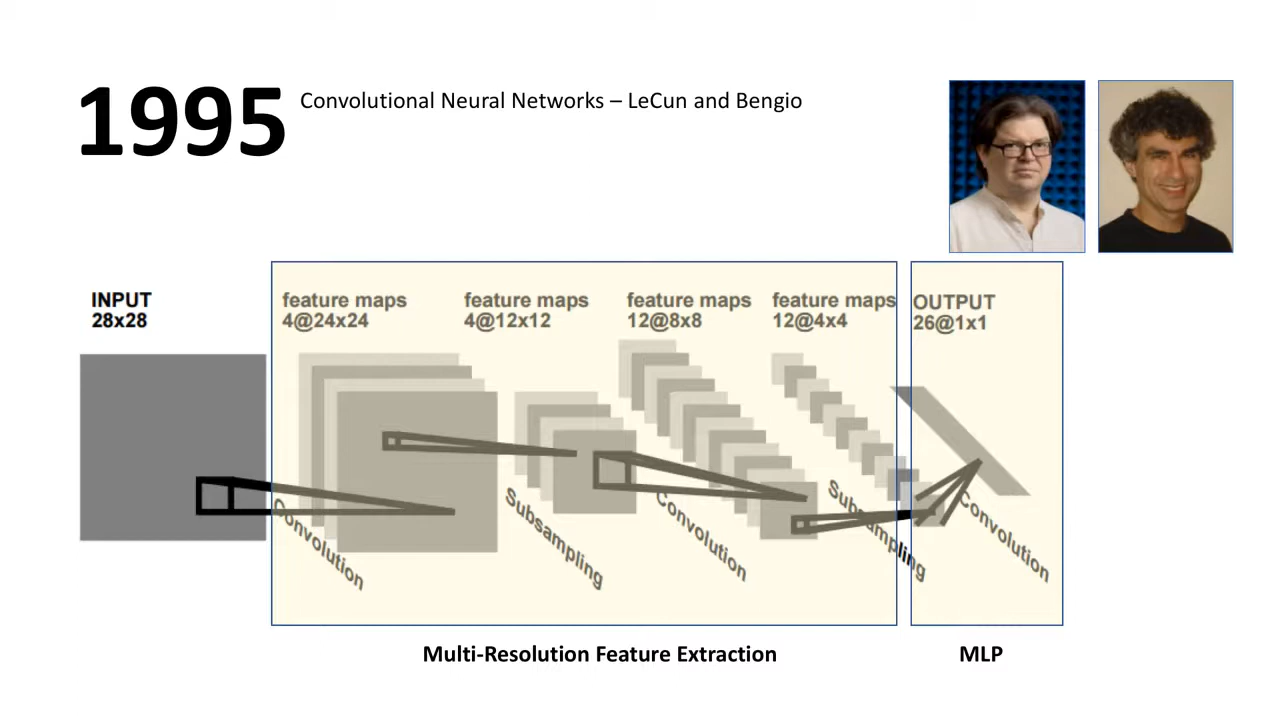 1995
Convolutional Neural Networks – LeCun and Bengio
INPUT
28x28
feature maps
4@24x24
feature maps
4@12x12
feature maps
12@8x8
feature maps
12@4x4
OUTPUT
26@1x1
Convolution
Subsampling
Convolution
Subsampling
Convolution
Multi-Resolution Feature Extraction
MLP